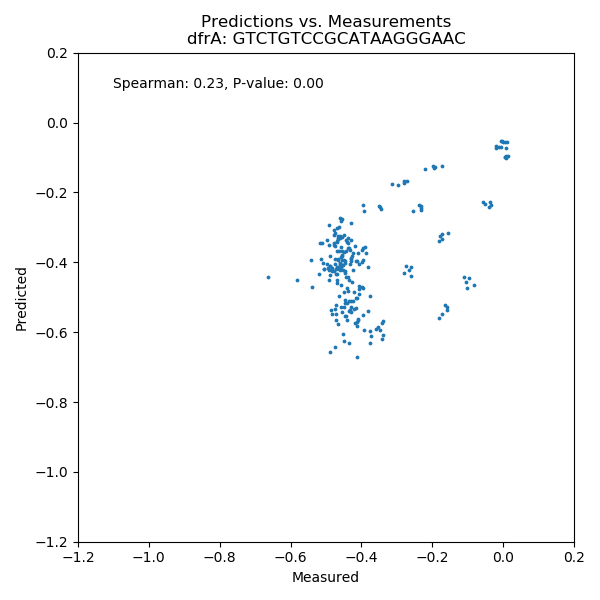 Predictions vs. Measurements
dfrA: GTCTGTCCGCATAAGGGAAC
Spearman: 0.23, P-value: 0.00
0.2
0.0
−0.2
−0.4
−0.6
−0.8
−1.0
−1.2
Predicted
−1.2 −1.0 −0.8 −0.6 −0.4 −0.2 0.0 0.2
Measured